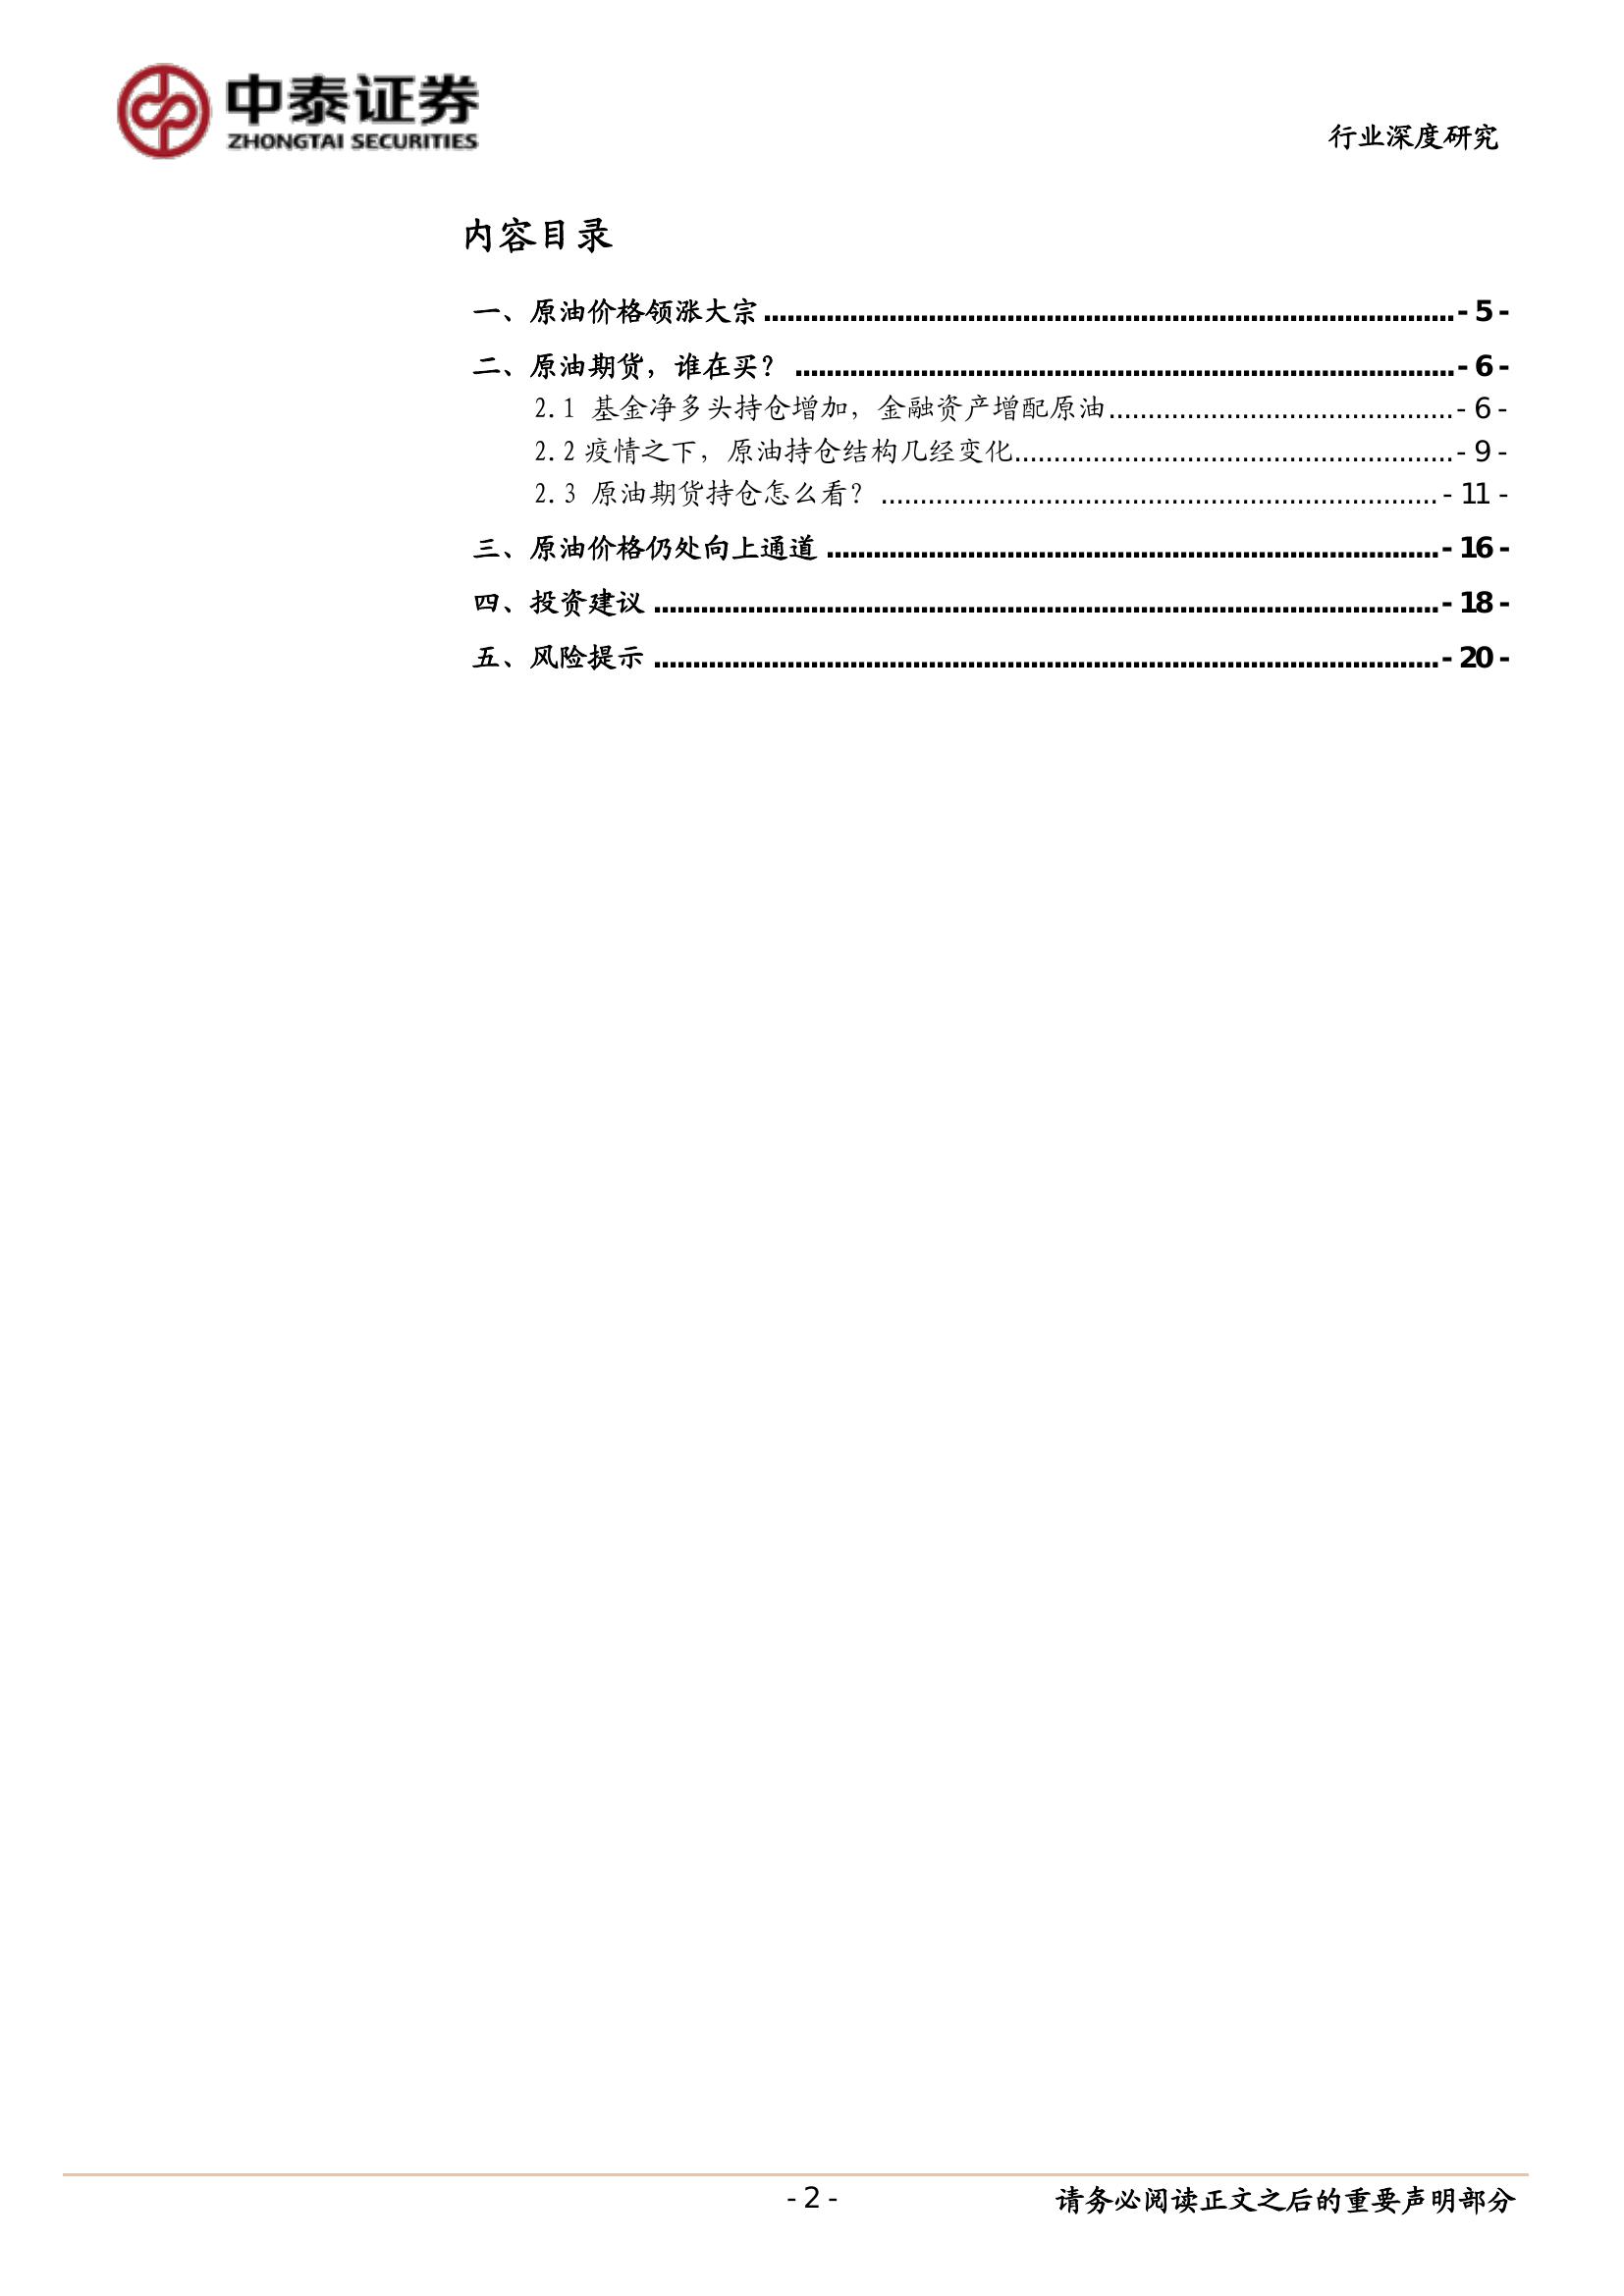 中泰证券
ZHONGTAI SECURITIES
行业深度研究
内容目录
一、原油价格领涨大宗........................................................................................- 5 -
二、原油期货，谁在买？....................................................................................- 6 -
2.1 基金净多头持仓增加，金融资产增配原油............................................- 6 -
2.2 疫情之下，原油持仓结构几经变化........................................................- 9 -
2.3 原油期货持仓怎么看？.......................................................................- 11 -
三、原油价格仍处向上通道..............................................................................- 16 -
四、投资建议....................................................................................................- 18 -
五、风险提示....................................................................................................- 20 -
- 2 -
请务必阅读正文之后的重要声明部分